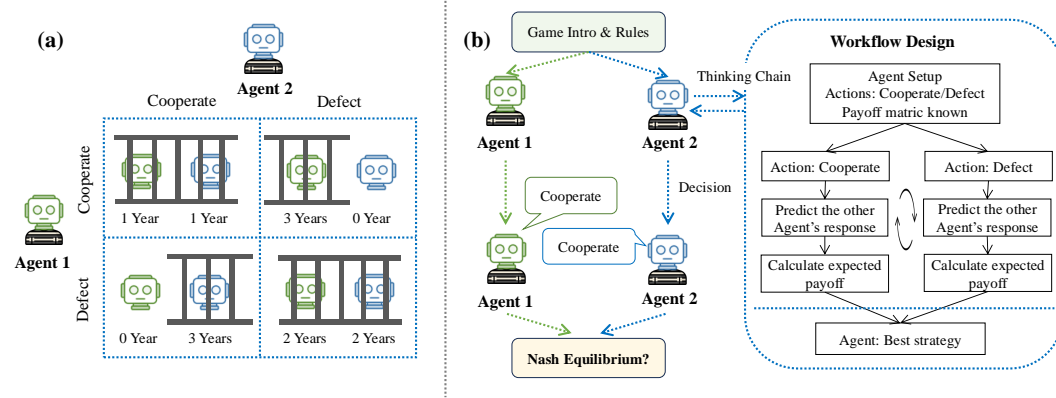 (a)
Agent 2
Cooperate
Defect
Cooperate
1 Year
1 Year
3 Years
0 Year
Agent 1
Defect
0 Year
3 Years
2 Years
2 Years
(b)
Game Intro & Rules
Agent 1
Agent 2
Thinking Chain
Decision
Cooperate
Cooperate
Agent 1
Agent 2
Nash Equilibrium?
Workflow Design
Agent Setup
Actions: Cooperate/Defect
Payoff matric known
Action: Cooperate
Action: Defect
Predict the other
Agent's response
Predict the other
Agent's response
Calculate expected
payoff
Calculate expected
payoff
Agent: Best strategy